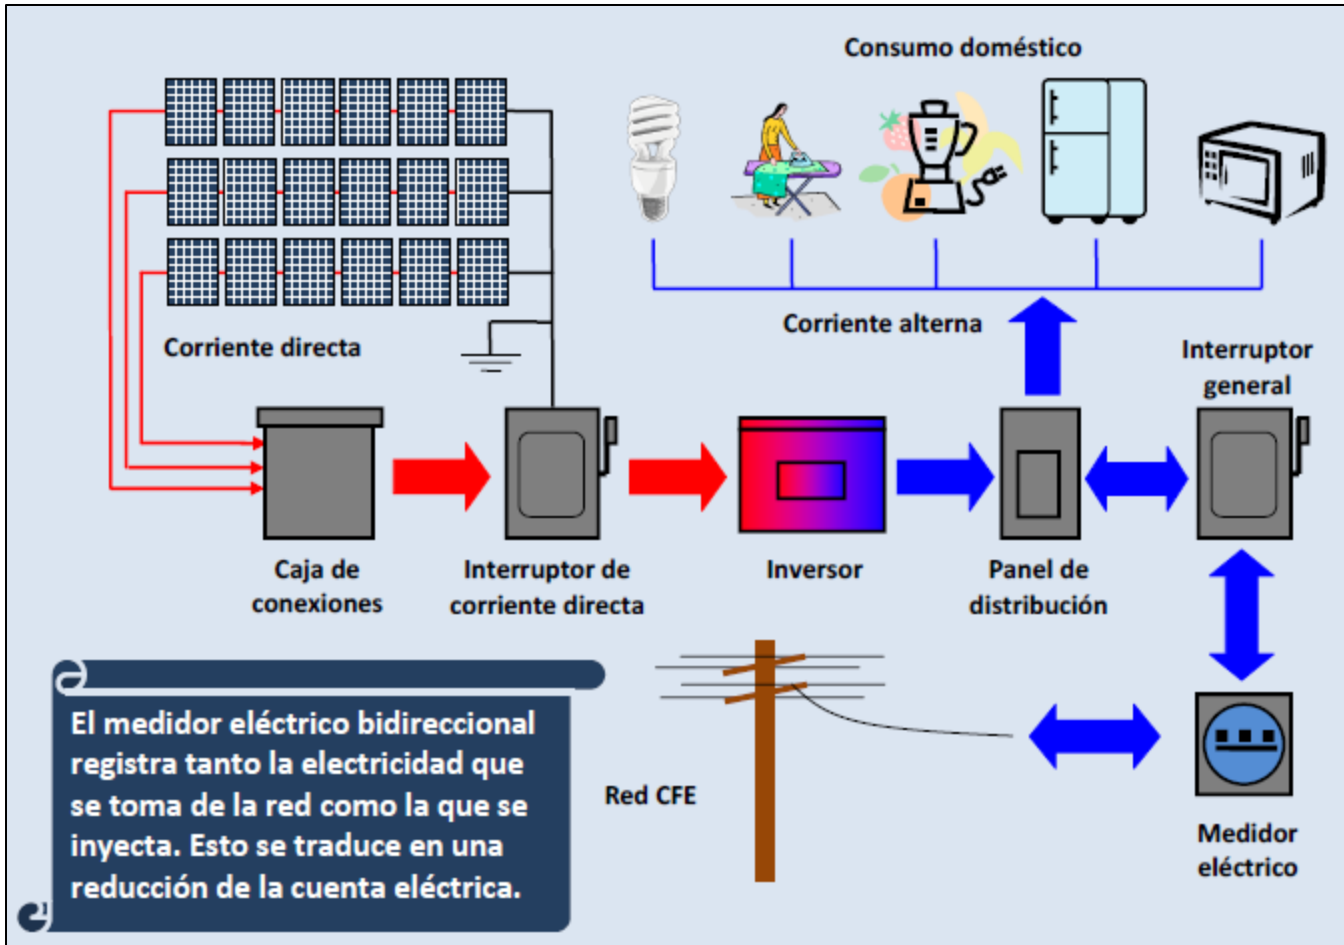 Consumo doméstico
Corriente directa
Corriente alterna
Interruptor
general
Caja de
conexiones
Interruptor de
corriente directa
Inversor
Panel de
distribución
El medidor eléctrico bidireccional
registra tanto la electricidad que
se toma de la red como la que se
inyecta. Esto se traduce en una
reducción de la cuenta eléctrica.
Red CFE
Medidor
eléctrico